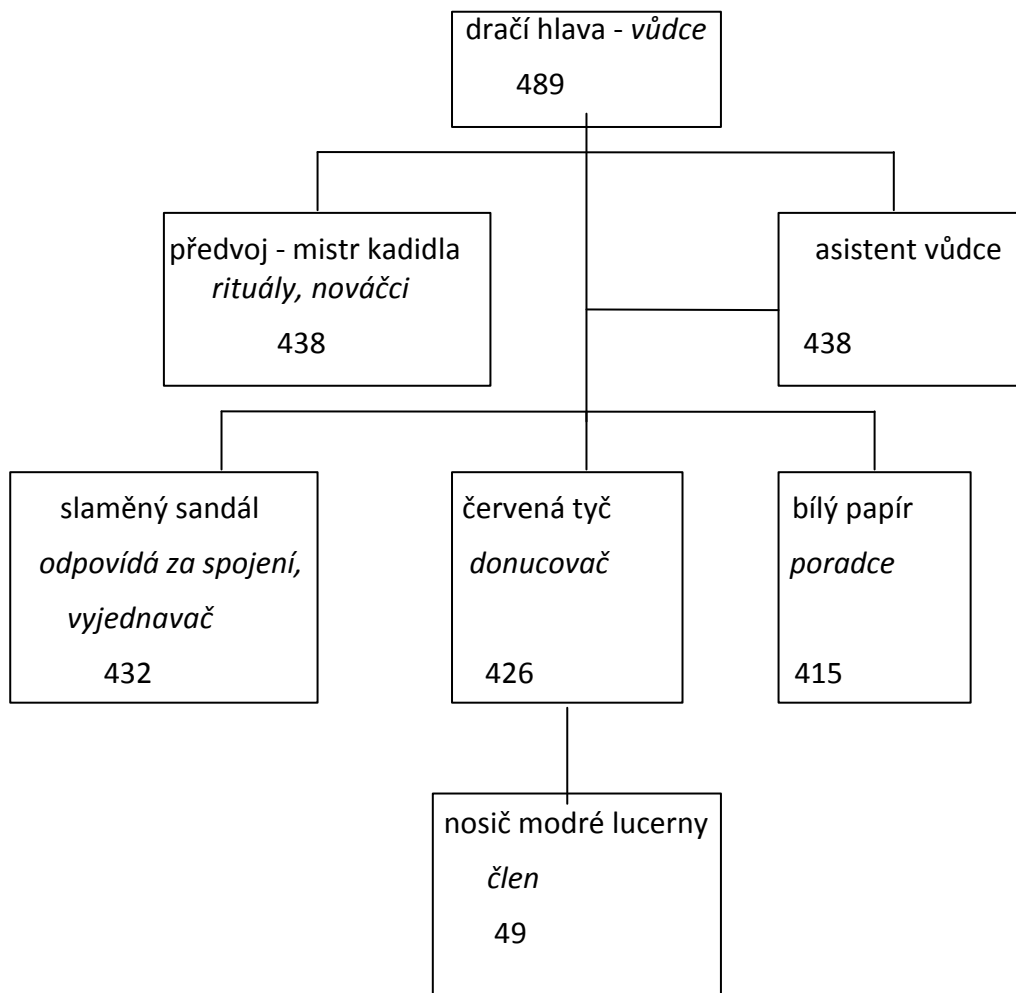 dračí hlava - vůdce
489
předvoj - mistr kadidla
rituály, nováčci
438
asistent vůdce
438
slaměný sandál
odpovídá za spojení,
vyjednavač
432
červená tyč
donucovač
426
bílý papír
poradce
415
nosič modré lucerny
člen
49